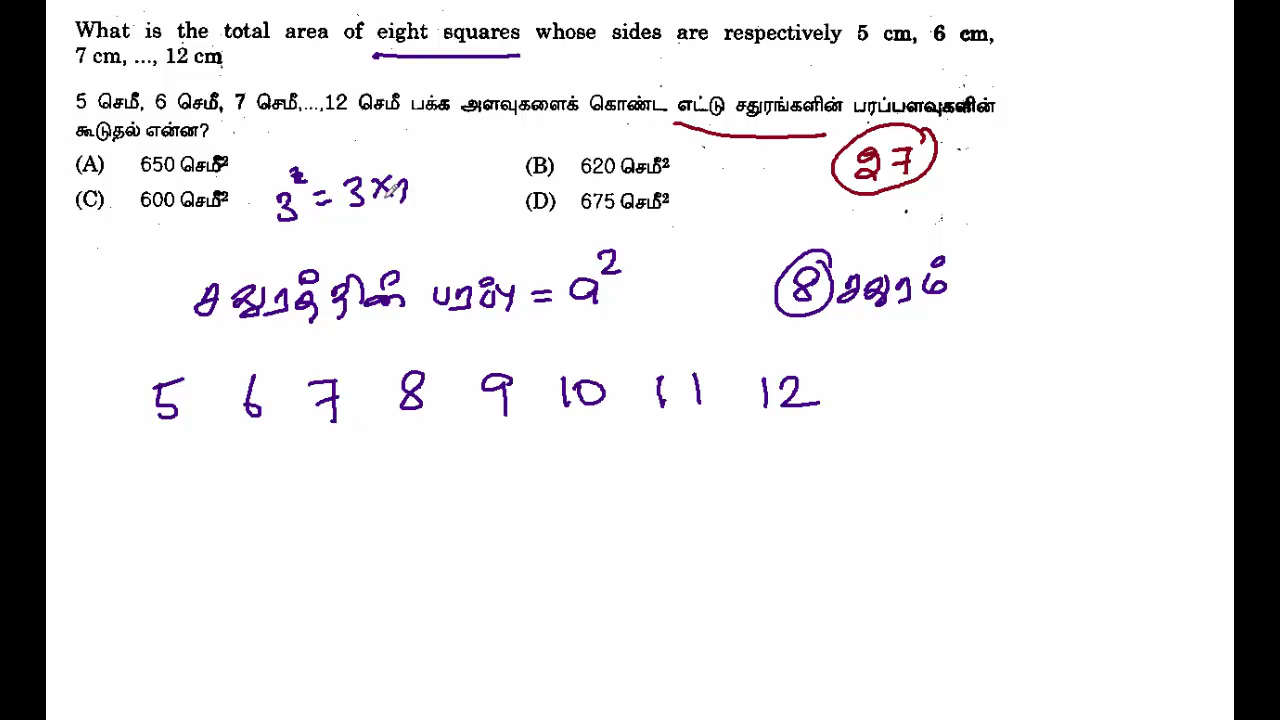 What is the total area of eight squares whose sides are respectively 5 cm, 6 cm,
7 cm, ..., 12 cm
5 செமீ, 6 செமீ, 7 செமீ,...,12 செமீ பக்க அளவுகளைக் கொண்ட எட்டு சதுரங்களின் பரப்பளவுகளின்
கூடுதல் என்ன?
(A) 650 செமீ² (B) 620 செமீ²
(C) 600 செமீ² (D) 675 செமீ²
27
3² = 3×
சதுரத்தின் பரப்பு = a² 8 சதுரம்
5 6 7 8 9 10 11 12